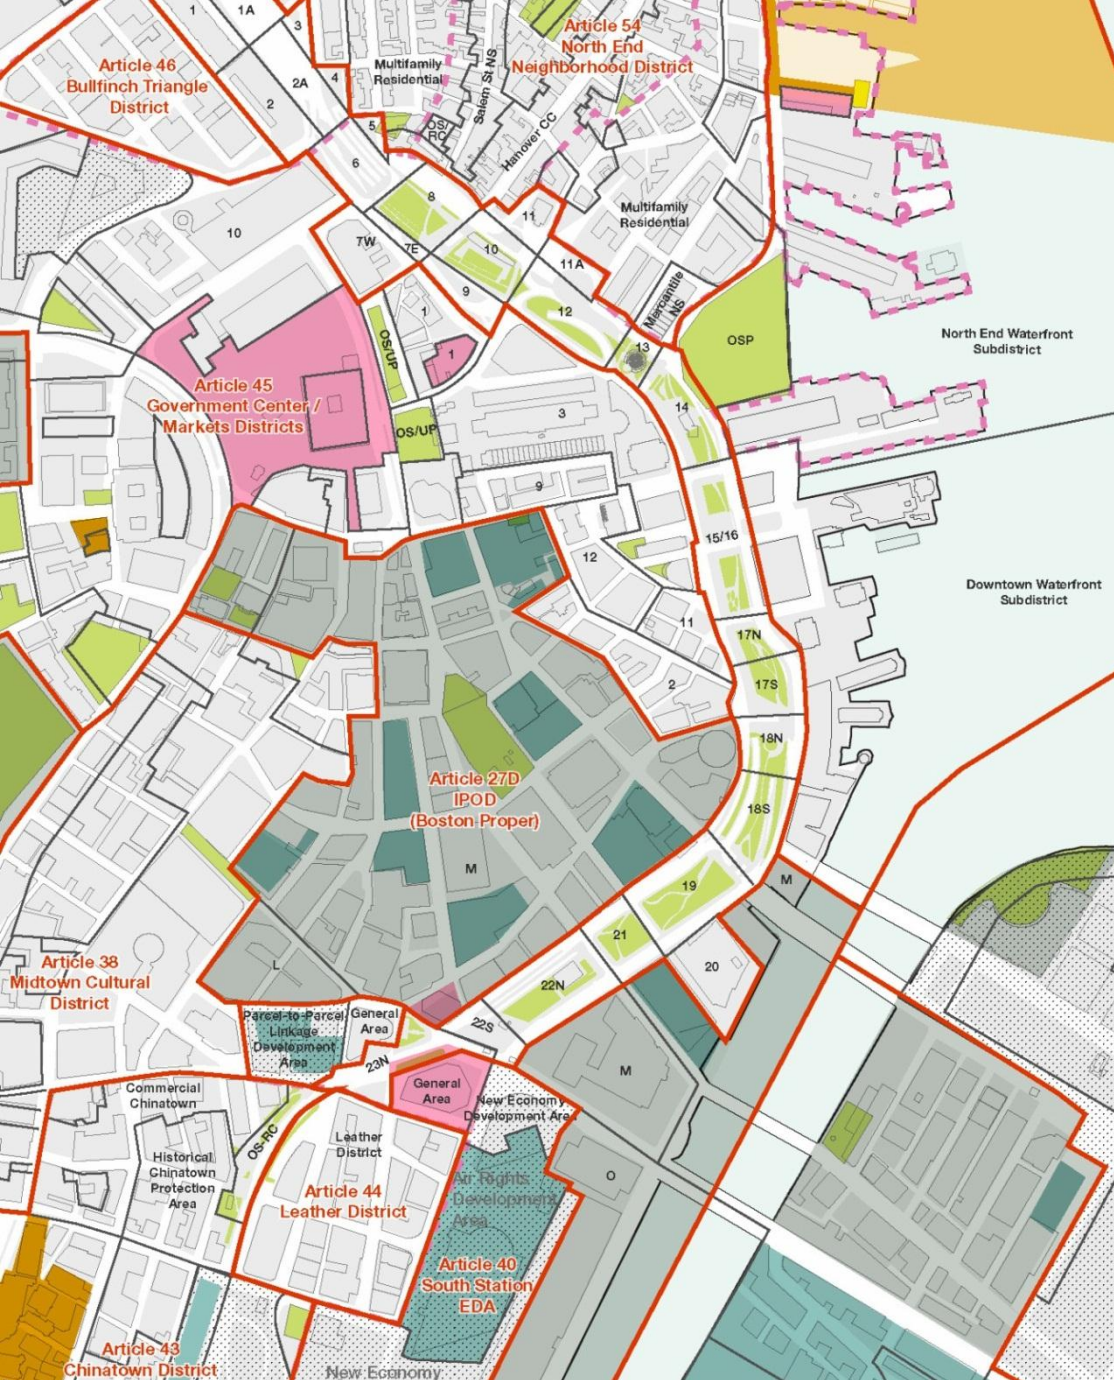 1
1A
3
Article 54
North End
Neighborhood District
Article 46
Bullfinch Triangle
District
Multifamily
Residential
Salem St NS
2A
4
2
5
OS/
RC
Hanover CC
6
8
11
Multifamily
Residential
10
7W
7E
10
11A
9
12
Mercantile
NS
1
OS/UP
1
13
OSP
North End Waterfront
Subdistrict
Article 45
Government Center /
Markets Districts
3
14
OS/UP
9
15/16
12
Downtown Waterfront
Subdistrict
11
17N
2
17S
18N
Article 27D
IPOD
(Boston Proper)
18S
M
M
19
21
20
L
Article 38
Midtown Cultural
District
22N
Parcel-to-Parcel
Linkage
Development
Area
General
Area
22S
23N
M
General
Area
New Economy
Development Area
Commercial
Chinatown
OS-RC
Leather
District
Historical
Chinatown
Protection
Area
O
Air Rights
Development
Area
Article 44
Leather District
Article 40
South Station
EDA
Article 43
Chinatown District
New Economy